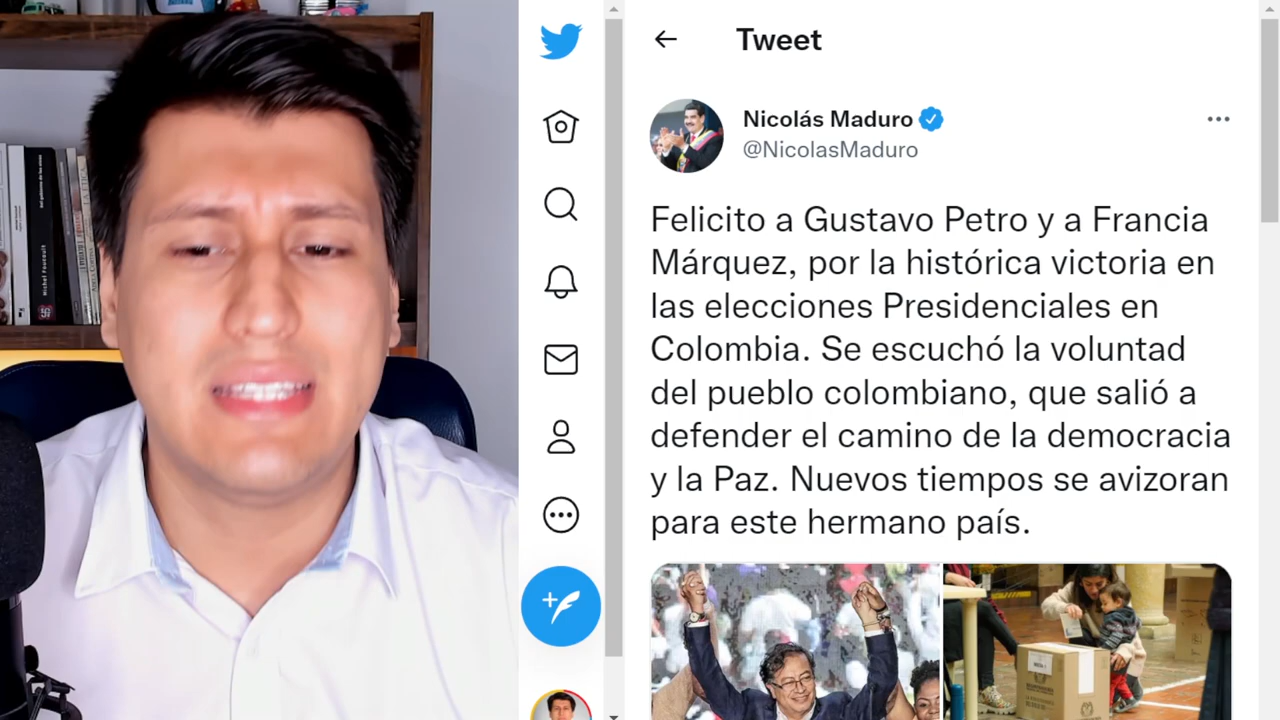 Tweet
Nicolás Maduro
@NicolasMaduro
Felicito a Gustavo Petro y a Francia
Márquez, por la histórica victoria en
las elecciones Presidenciales en
Colombia. Se escuchó la voluntad
del pueblo colombiano, que salió a
defender el camino de la democracia
y la Paz. Nuevos tiempos se avizoran
para este hermano país.
Michel Foucault